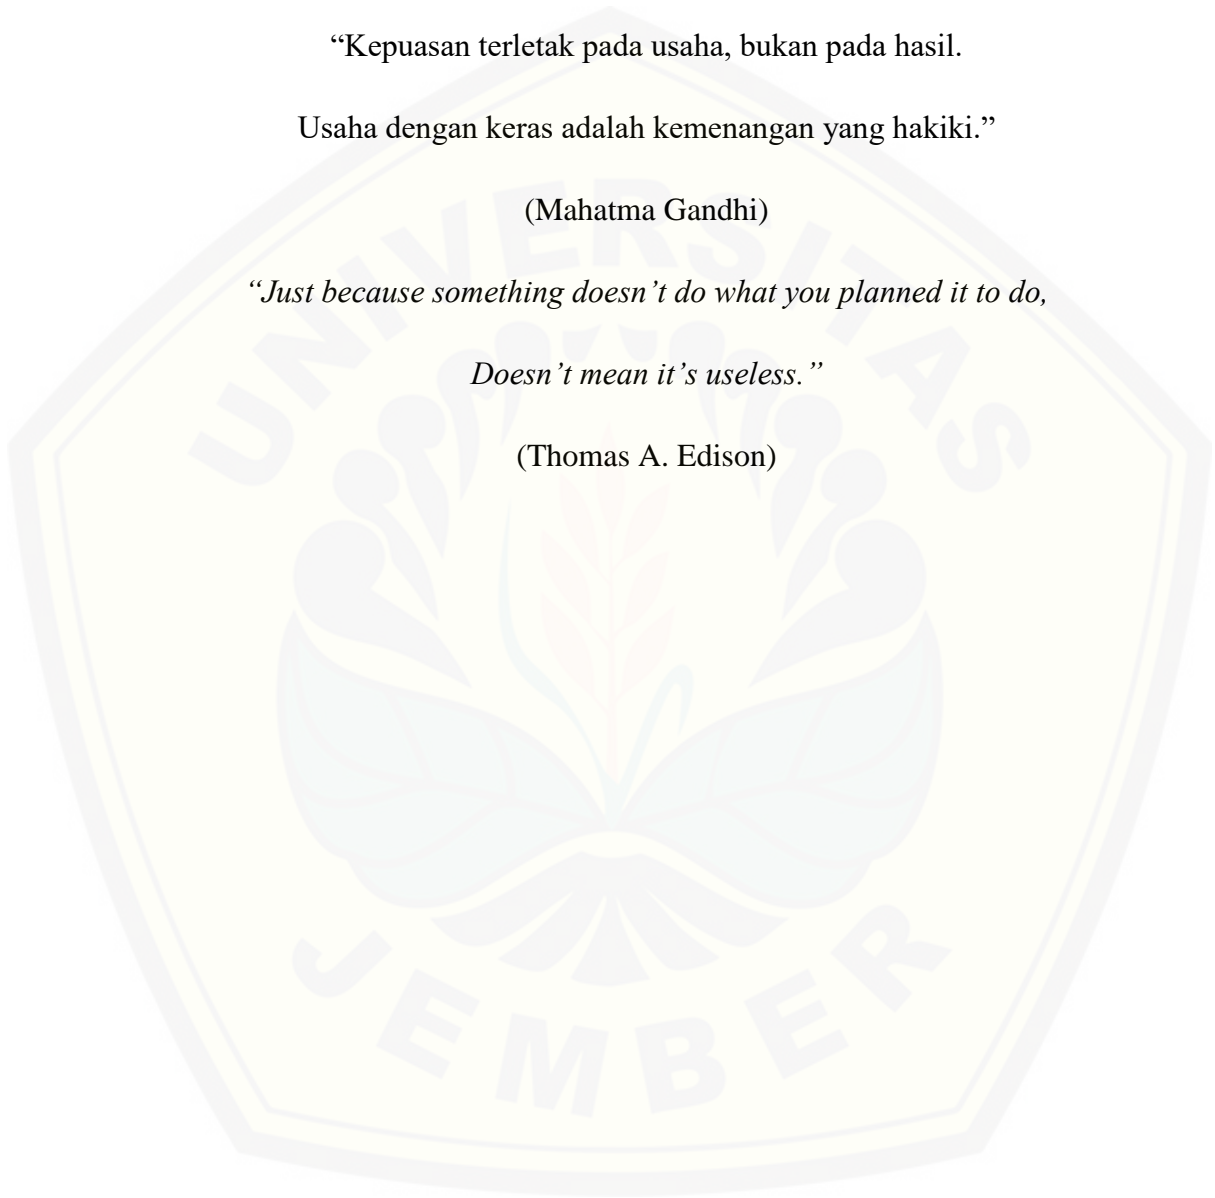 “Kepuasan terletak pada usaha, bukan pada hasil.
Usaha dengan keras adalah kemenangan yang hakiki.”
(Mahatma Gandhi)
“Just because something doesn’t do what you planned it to do,
Doesn’t mean it’s useless.”
(Thomas A. Edison)
UNIVERSITAS
JEMBER